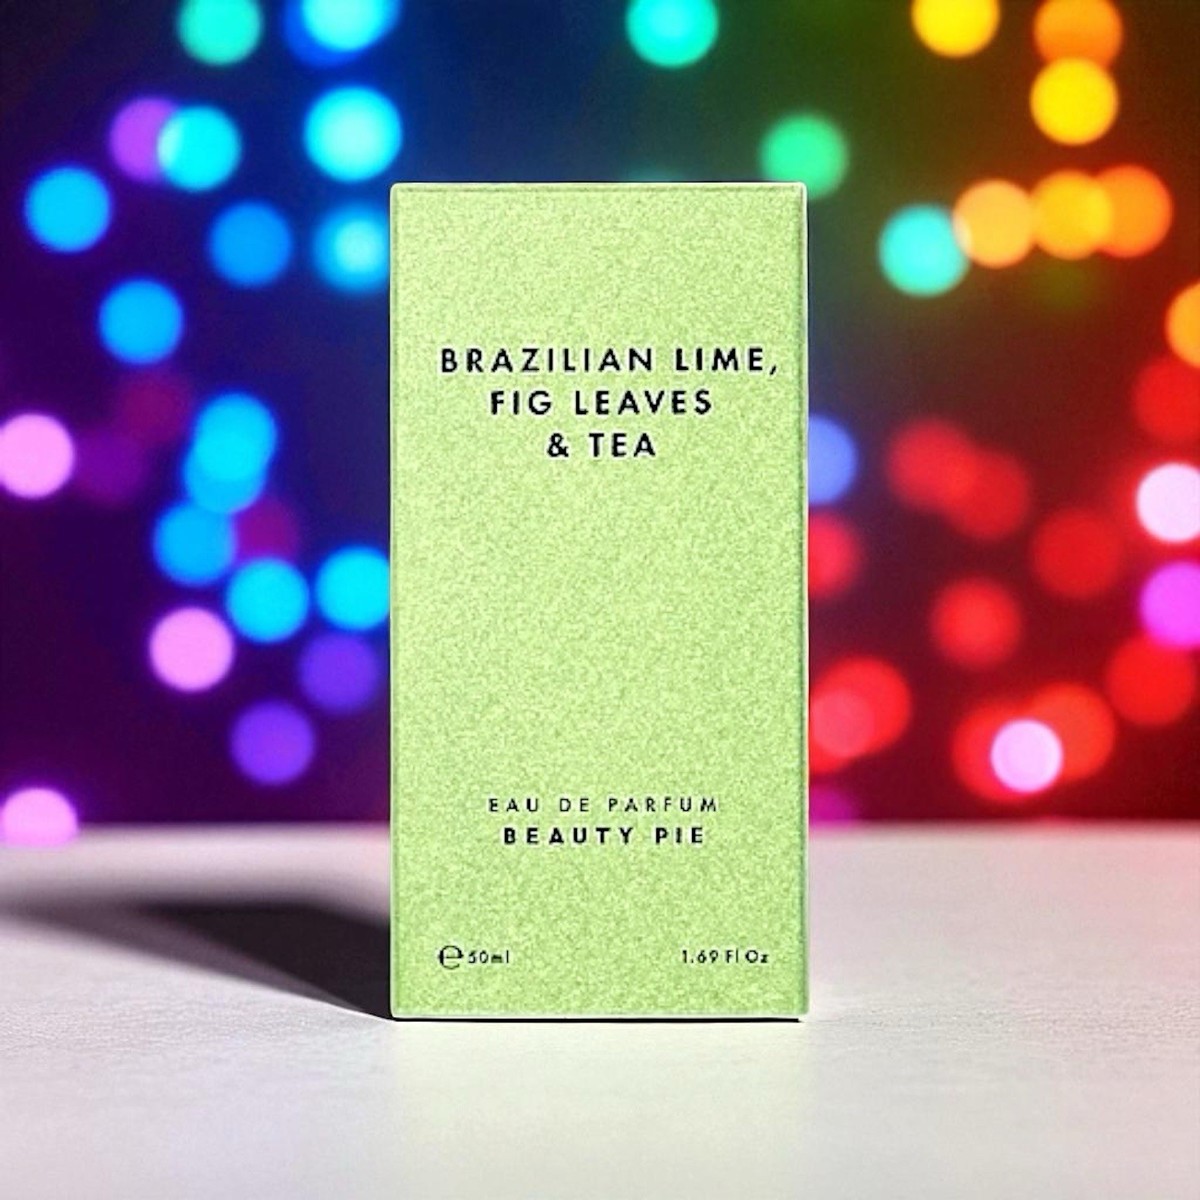 BRAZILIAN LIME,
FIG LEAVES
& TEA
EAU DE PARFUM
BEAUTY PIE
℮50ml 1.69 Fl Oz